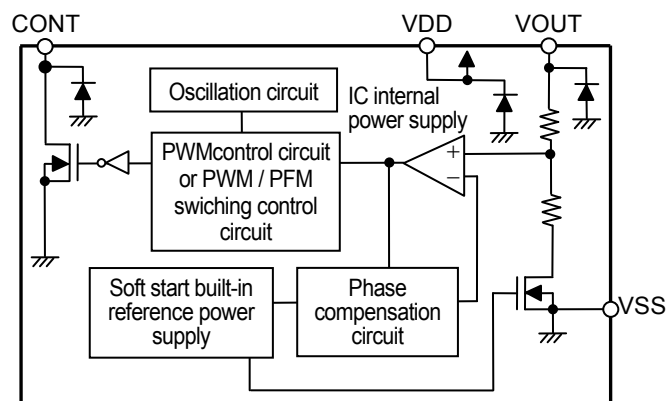 CONT
VDD
VOUT
Oscillation circuit
IC internal
power supply
PWMcontrol circuit
or PWM / PFM
swiching control
circuit
+
−
Soft start built-in
reference power
supply
Phase
compensation
circuit
VSS